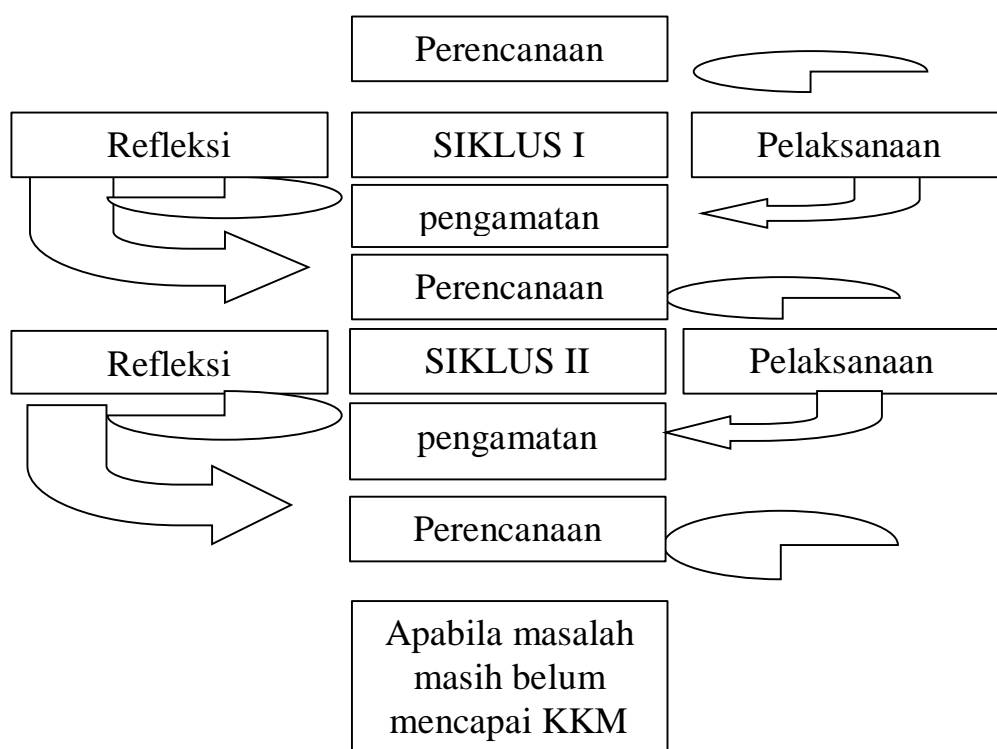 Perencanaan
Refleksi
SIKLUS I
Pelaksanaan
pengamatan
Perencanaan
Refleksi
SIKLUS II
Pelaksanaan
pengamatan
Perencanaan
Apabila masalah
masih belum
mencapai KKM